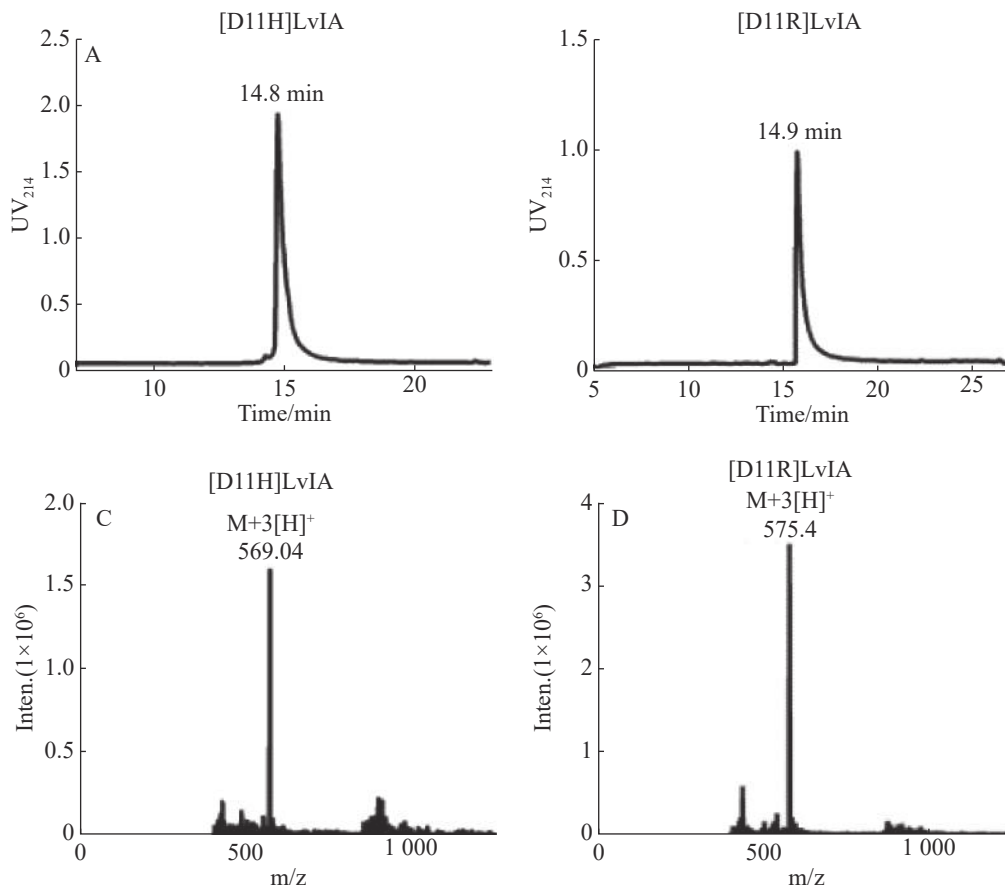 [D11H]LvIA
A
14.8 min
UV₂₁₄
2.5
2.0
1.5
1.0
0.5
0
10
15
20
Time/min
[D11R]LvIA
14.9 min
UV₂₁₄
1.5
1.0
0.5
0
5
10
15
20
25
Time/min
[D11H]LvIA
C
M+3[H]⁺
569.04
Inten.(1×10⁶)
2.0
1.5
1.0
0.5
0
0
500
1 000
m/z
[D11R]LvIA
D
M+3[H]⁺
575.4
Inten.(1×10⁶)
4
3
2
1
0
0
500
1 000
m/z